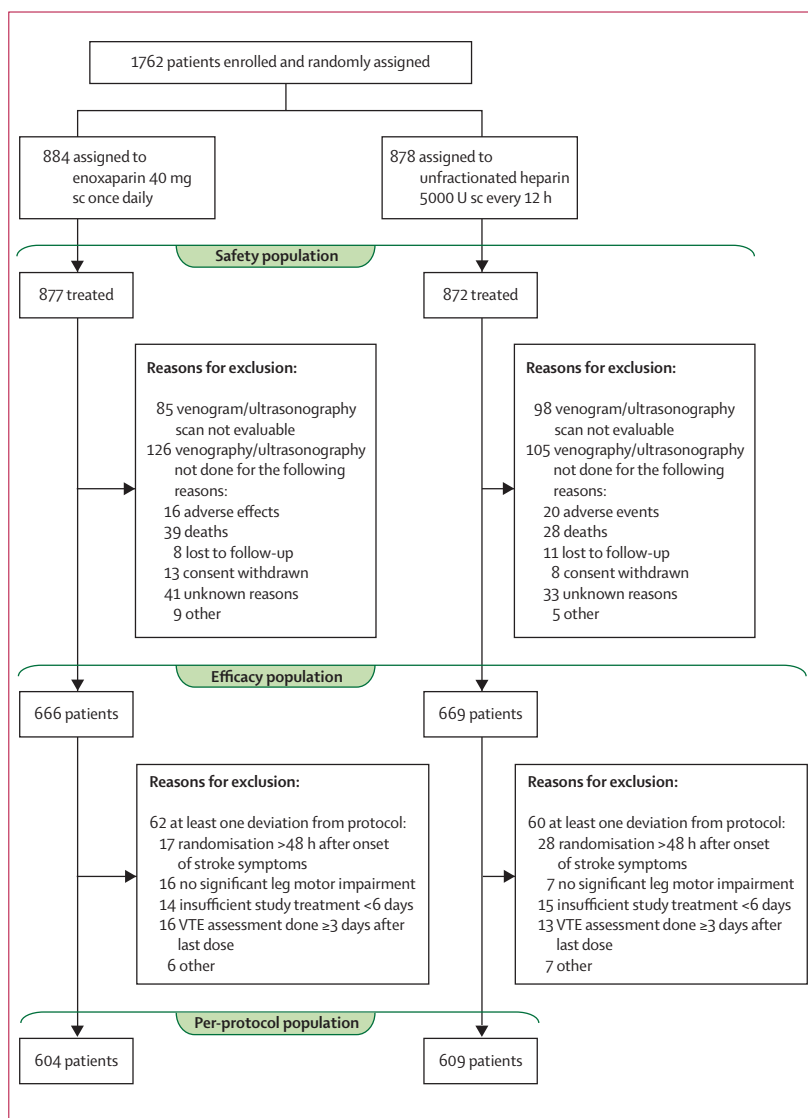 1762 patients enrolled and randomly assigned
884 assigned to
enoxaparin 40 mg
sc once daily
878 assigned to
unfractionated heparin
5000 U sc every 12 h
Safety population
877 treated
872 treated
Reasons for exclusion:
85 venogram/ultrasonography
scan not evaluable
126 venography/ultrasonography
not done for the following
reasons:
16 adverse effects
39 deaths
8 lost to follow-up
13 consent withdrawn
41 unknown reasons
9 other
Reasons for exclusion:
98 venogram/ultrasonography
scan not evaluable
105 venography/ultrasonography
not done for the following
reasons:
20 adverse events
28 deaths
11 lost to follow-up
8 consent withdrawn
33 unknown reasons
5 other
Efficacy population
666 patients
669 patients
Reasons for exclusion:
62 at least one deviation from protocol:
17 randomisation >48 h after onset
of stroke symptoms
16 no significant leg motor impairment
14 insufficient study treatment <6 days
16 VTE assessment done ≥3 days after
last dose
6 other
Reasons for exclusion:
60 at least one deviation from protocol:
28 randomisation >48 h after onset
of stroke symptoms
7 no significant leg motor impairment
15 insufficient study treatment <6 days
13 VTE assessment done ≥3 days after
last dose
7 other
Per-protocol population
604 patients
609 patients